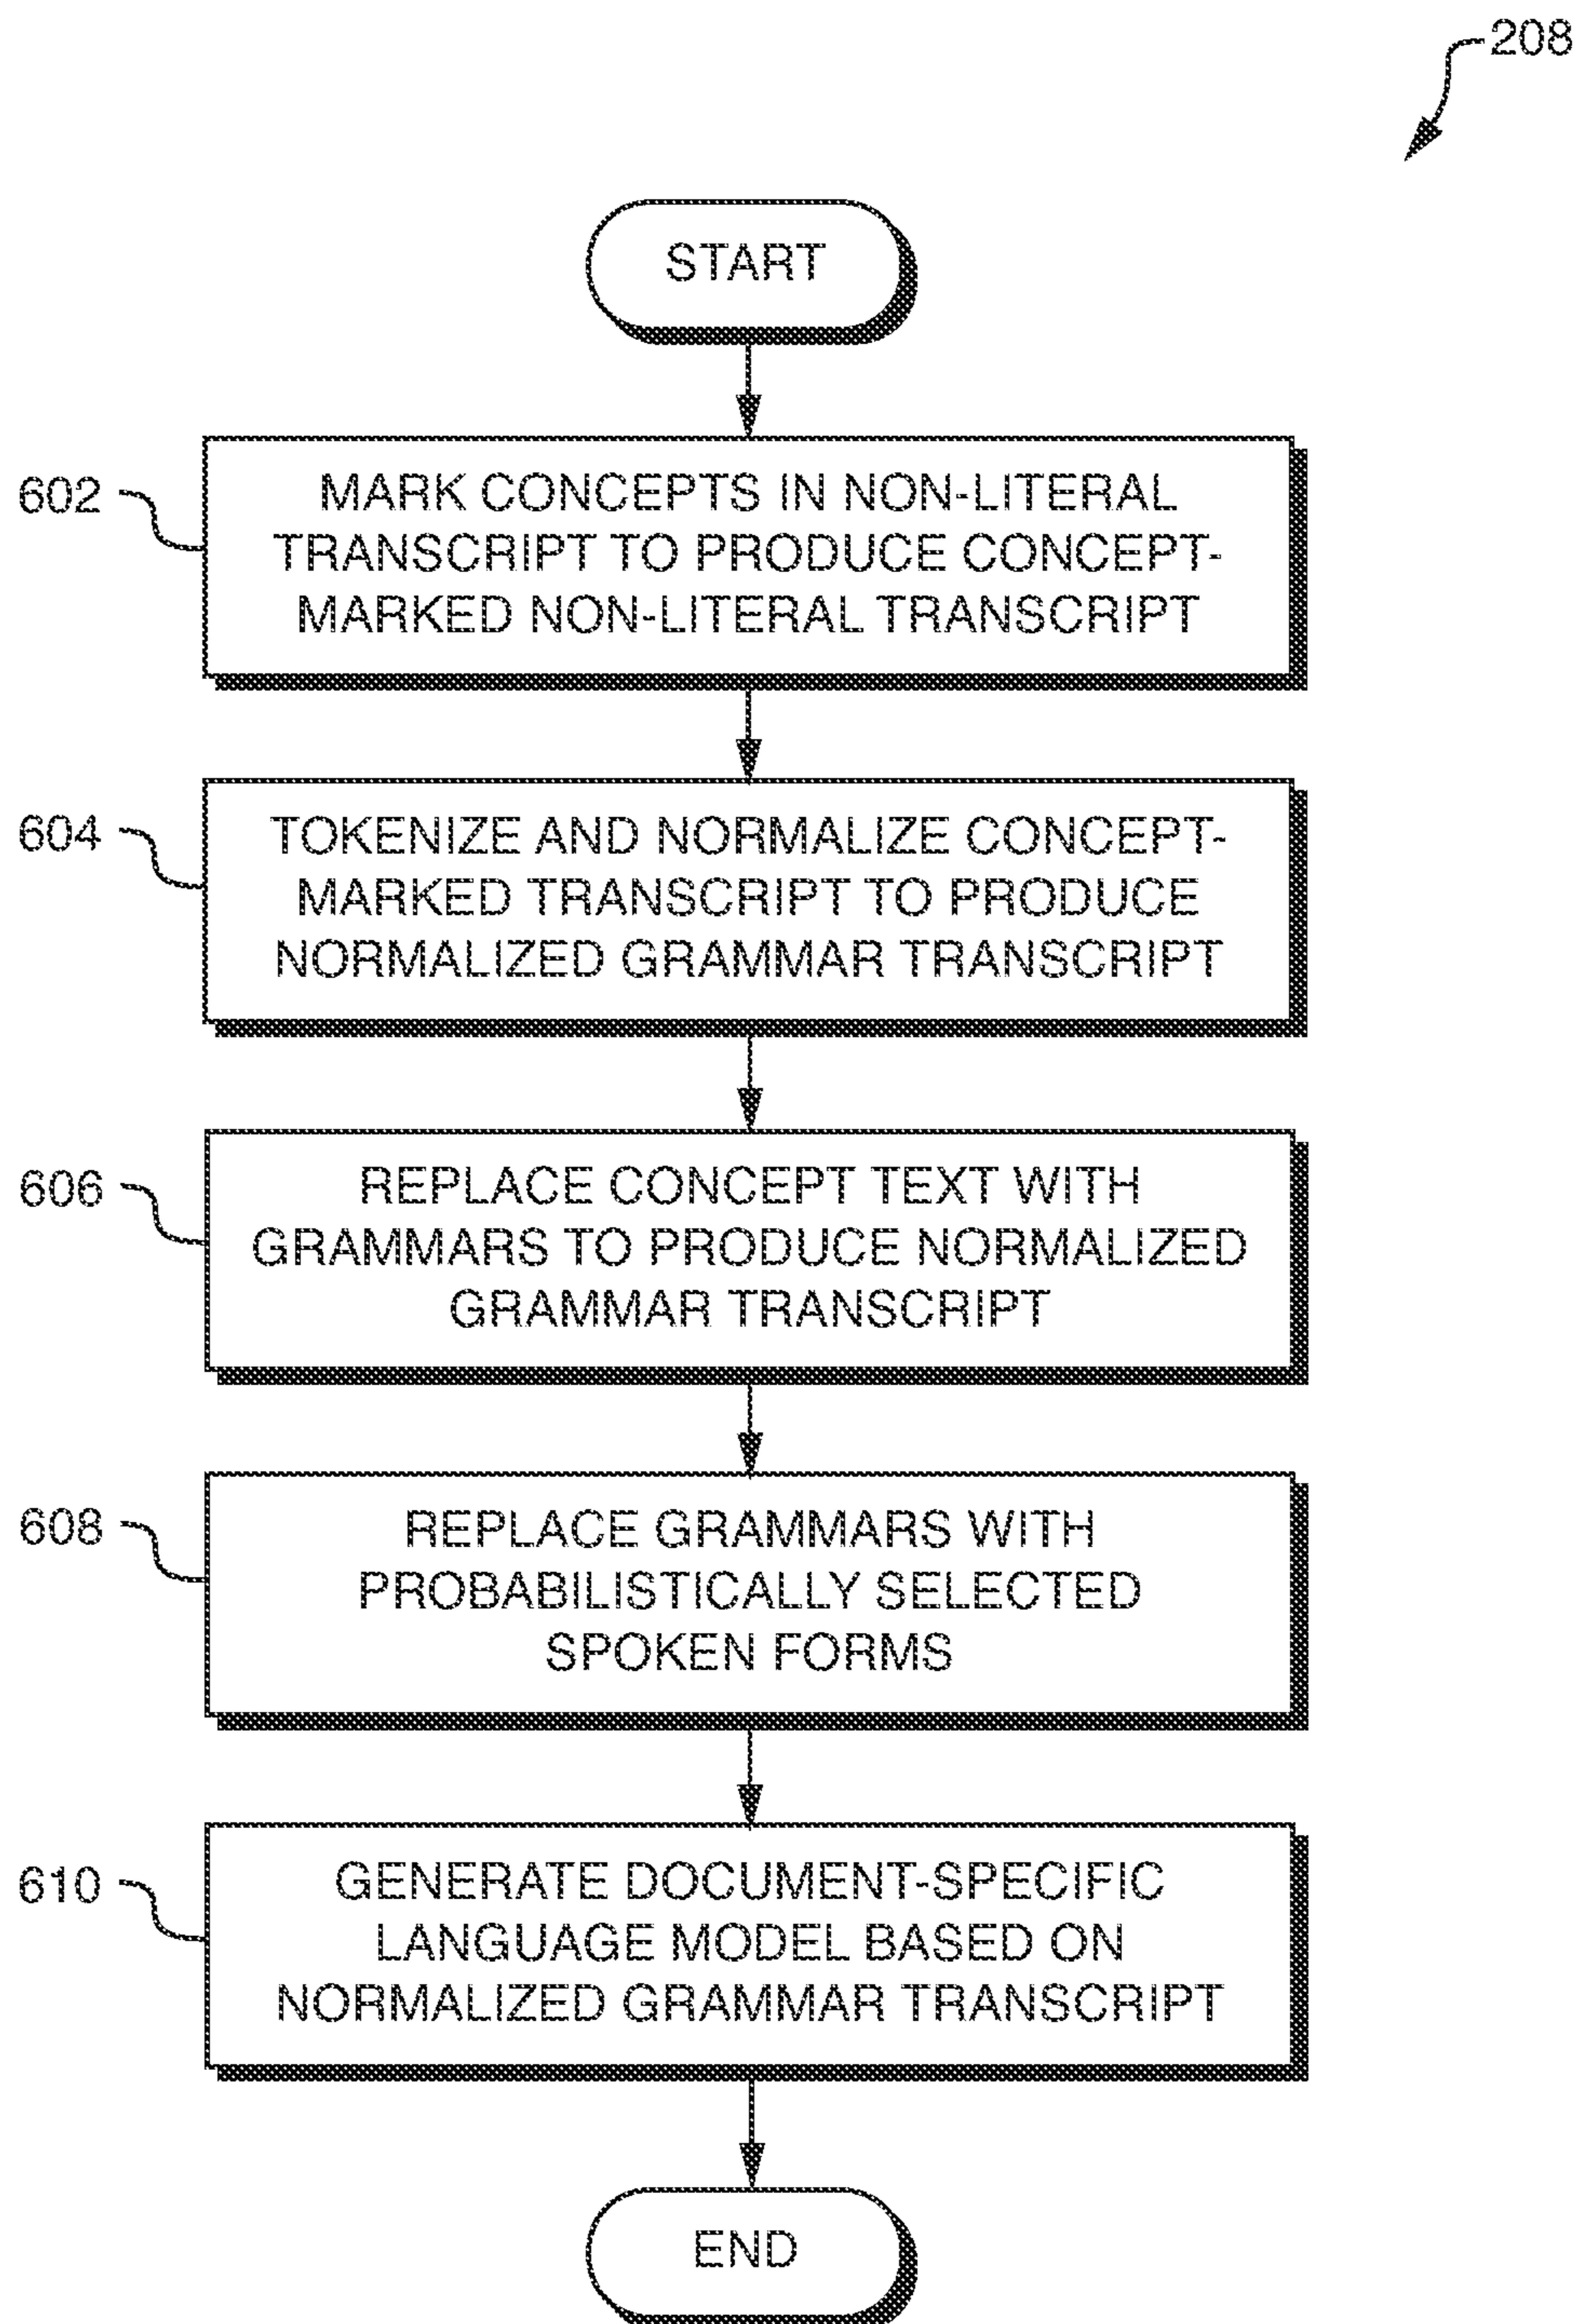 208
START
602
MARK CONCEPTS IN NON-LITERAL
TRANSCRIPT TO PRODUCE CONCEPT-
MARKED NON-LITERAL TRANSCRIPT
604
TOKENIZE AND NORMALIZE CONCEPT-
MARKED TRANSCRIPT TO PRODUCE
NORMALIZED GRAMMAR TRANSCRIPT
606
REPLACE CONCEPT TEXT WITH
GRAMMARS TO PRODUCE NORMALIZED
GRAMMAR TRANSCRIPT
608
REPLACE GRAMMARS WITH
PROBABILISTICALLY SELECTED
SPOKEN FORMS
610
GENERATE DOCUMENT-SPECIFIC
LANGUAGE MODEL BASED ON
NORMALIZED GRAMMAR TRANSCRIPT
END